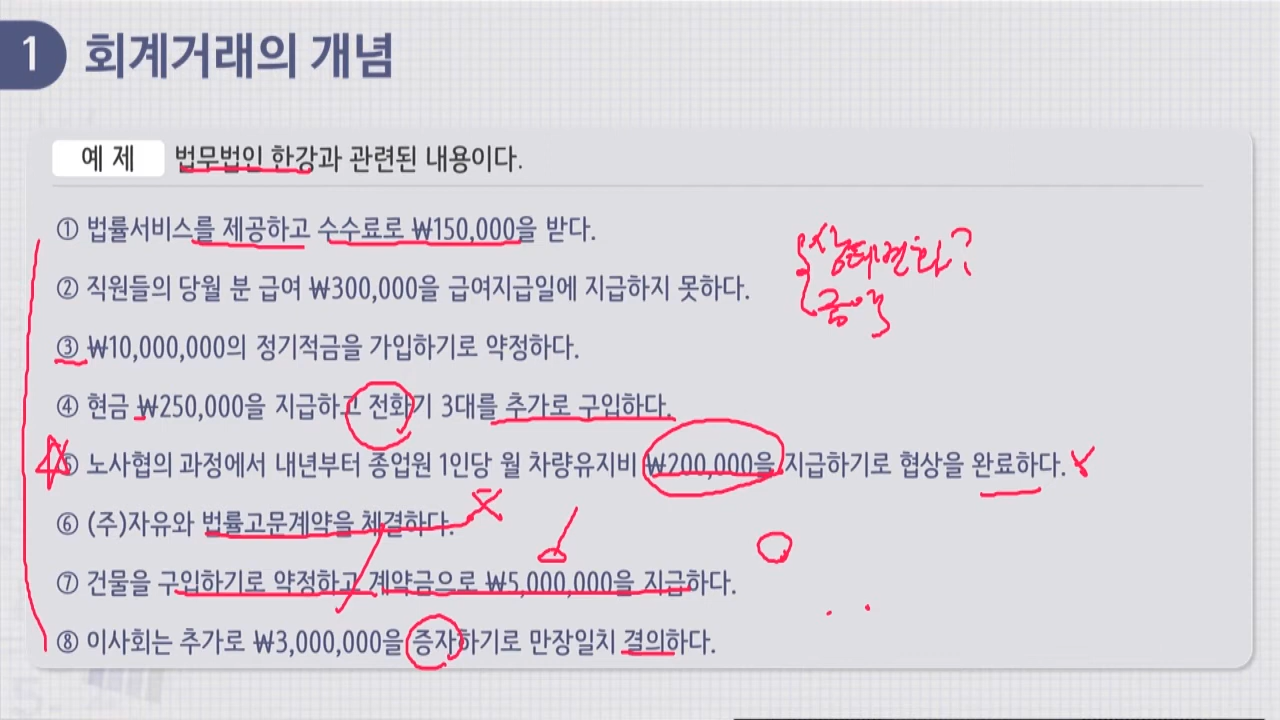 1 회계거래의 개념
예 제 법무법인 한강과 관련된 내용이다.
① 법률서비스를 제공하고 수수료로 ₩150,000을 받다.
상태변화?
② 직원들의 당월 분 급여 ₩300,000을 급여지급일에 지급하지 못하다.
금액
③ ₩10,000,000의 정기적금을 가입하기로 약정하다.
④ 현금 ₩250,000을 지급하고 전화기 3대를 추가로 구입하다.
⑤ 노사협의 과정에서 내년부터 종업원 1인당 월 차량유지비 ₩200,000을 지급하기로 협상을 완료하다.
⑥ (주)자유와 법률고문계약을 체결하다.
⑦ 건물을 구입하기로 약정하고 계약금으로 ₩5,000,000을 지급하다.
⑧ 이사회는 추가로 ₩3,000,000을 증자하기로 만장일치 결의하다.